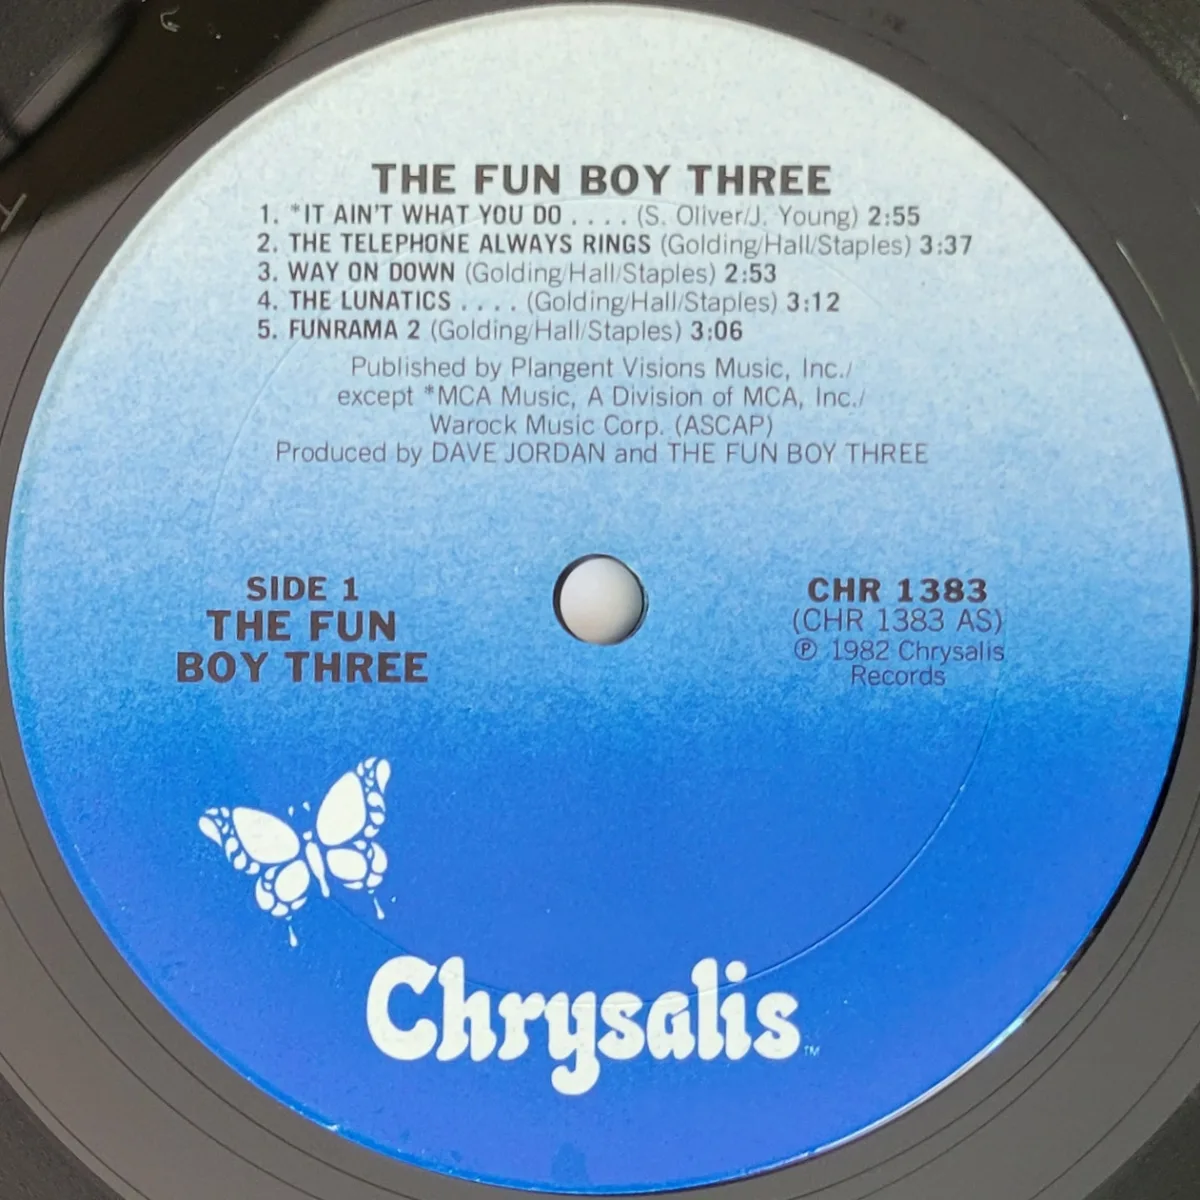 THE FUN BOY THREE
1. *IT AIN'T WHAT YOU DO . . . . (S. Oliver/J. Young) 2:55
2. THE TELEPHONE ALWAYS RINGS (Golding/Hall/Staples) 3:37
3. WAY ON DOWN (Golding/Hall/Staples) 2:53
4. THE LUNATICS . . . . (Golding/Hall/Staples) 3:12
5. FUNRAMA 2 (Golding/Hall/Staples) 3:06
Published by Plangent Visions Music, Inc./
except *MCA Music, A Division of MCA, Inc./
Warock Music Corp. (ASCAP)
Produced by DAVE JORDAN and THE FUN BOY THREE
SIDE 1
THE FUN
BOY THREE
CHR 1383
(CHR 1383 AS)
℗ 1982 Chrysalis
Records
Chrysalis TM